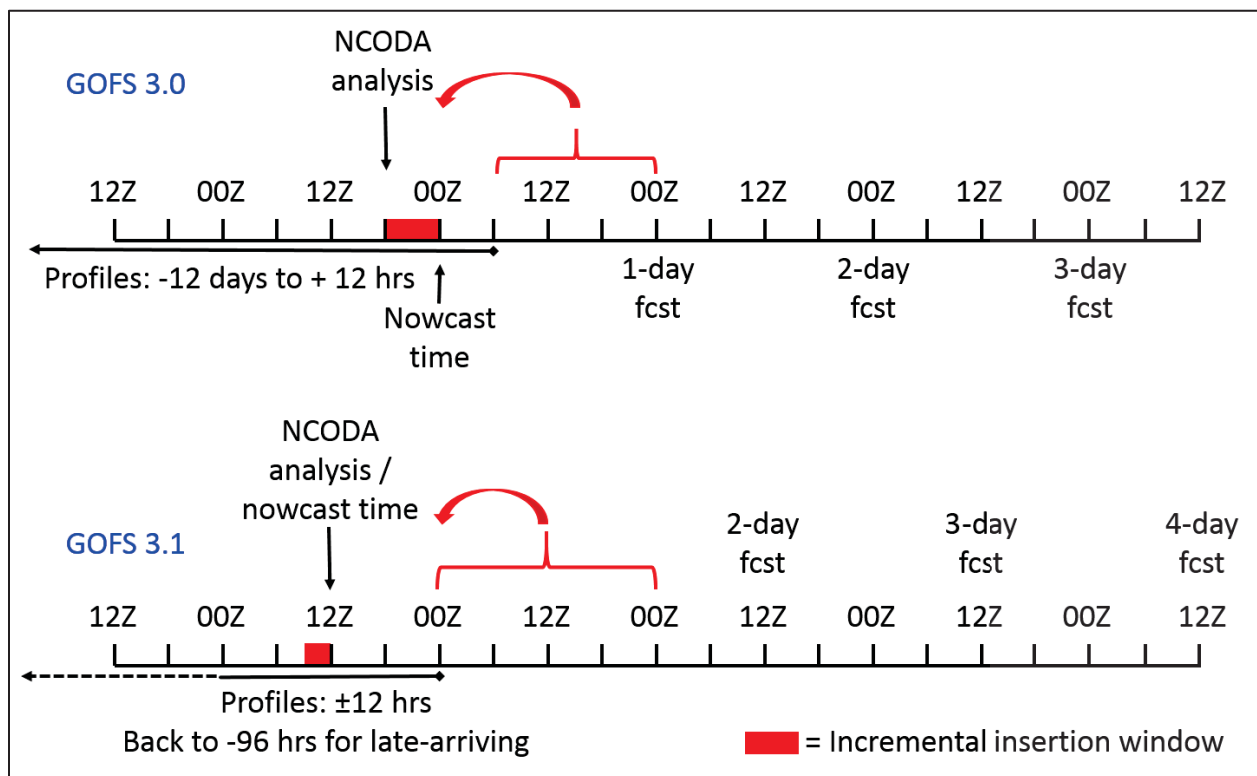 GOFS 3.0
NCODA
analysis
12Z 00Z 12Z 00Z 12Z 00Z 12Z 00Z 12Z 00Z 12Z
Profiles: -12 days to + 12 hrs
Nowcast
time
1-day
fcst
2-day
fcst
3-day
fcst
GOFS 3.1
NCODA
analysis /
nowcast time
2-day
fcst
3-day
fcst
4-day
fcst
12Z 00Z 12Z 00Z 12Z 00Z 12Z 00Z 12Z 00Z 12Z
Profiles: ±12 hrs
Back to -96 hrs for late-arriving
= Incremental insertion window